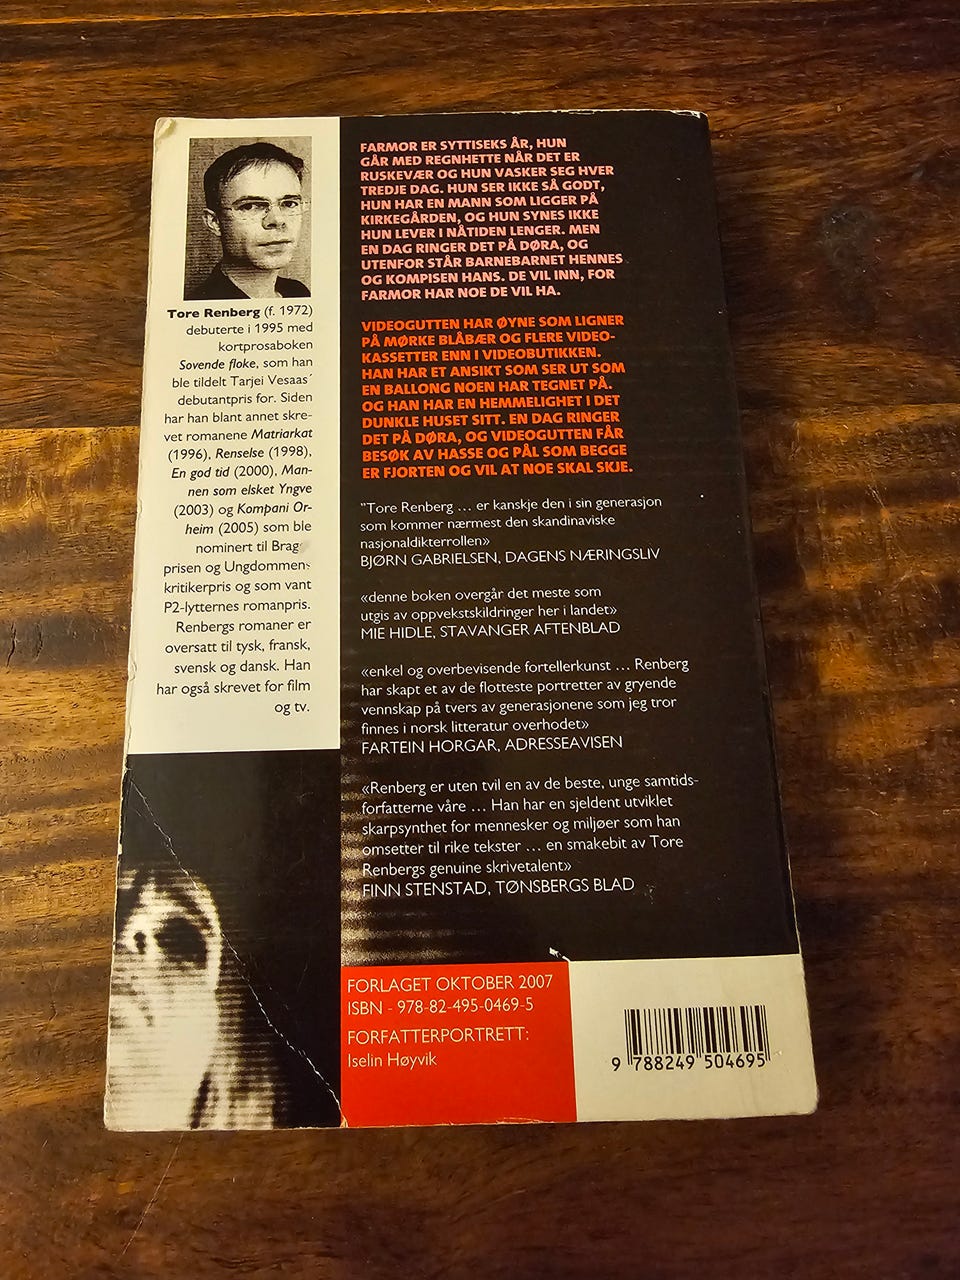 Tore Renberg (f. 1972)
debuterte i 1995 med
kortprosaboken
Sovende floke, som han
ble tildelt Tarjei Vesaas´
debutantpris for. Siden
har han blant annet skre-
vet romanene Matriarkat
(1996), Renselse (1998),
En god tid (2000), Man-
nen som elsket Yngve
(2003) og Kompani Or-
heim (2005) som ble
nominert til
prisen og
kritikerpris og som vant
P2-lytternes romanpris.
Renbergs romaner er
oversatt til tysk, fransk,
svensk og dansk. Han
har også skrevet for film
og tv.
FARMOR ER SYTTISEKS ÅR, HUN
GÅR MED REGNHETTE NÅR DET ER
RUSKEVÆR OG HUN VASKER SEG HVER
TREDJE DAG. HUN SER IKKE SÅ GODT,
HUN HAR EN MANN SOM LIGGER PÅ
KIRKEGÅRDEN, OG HUN SYNES IKKE
HUN LEVER I NÅTIDEN LENGER. MEN
EN DAG RINGER DET PÅ DØRA, OG
UTENFOR STÅR BARNEBARNET HENNES
OG KOMPISEN HANS. DE VIL INN, FOR
FARMOR HAR NOE DE VIL HA.
VIDEOGUTTEN HAR ØYNE SOM LIGNER
PÅ MØRKE BLÅBÆR OG FLERE VIDEO-
KASSETTER ENN I VIDEOBUTIKKEN.
HAN HAR ET ANSIKT SOM SER UT SOM
EN BALLONG NOEN HAR TEGNET PÅ.
OG HAN HAR EN HEMMELIGHET I DET
DUNKLE HUSET SITT. EN DAG RINGER
DET PÅ DØRA, OG VIDEOGUTTEN FÅR
BESØK AV HASSE OG PÅL SOM BEGGE
ER FJORTEN OG VIL AT NOE SKAL SKJE.
"Tore Renberg ... er kanskje den i sin generasjon
som kommer nærmest den skandinaviske
nasjonaldikterrollen»
BJØRN GABRIELSEN, DAGENS NÆRINGSLIV
«denne boken overgår det meste som
utgis av oppvekstskildringer her i landet»
MIE HIDLE, STAVANGER AFTENBLAD
«enkel og overbevisende fortellerkunst ... Renberg
har skapt et av de flotteste portretter av gryende
vennskap på tvers av generasjonene som jeg tror
finnes i norsk litteratur overhodet»
FARTEIN HORGAR, ADRESSEAVISEN
«Renberg er uten tvil en av de beste, unge samtids-
forfatterne våre ... Han har en sjeldent utviklet
skarpsynthet for mennesker og miljøer som han
omsetter til rike tekster ... en smakebit av Tore
Renbergs genuine skrivetalent»
FINN STENSTAD, TØNSBERGS BLAD
FORLAGET OKTOBER 2007
ISBN - 978-82-495-0469-5
FORFATTERPORTRETT:
Iselin Høyvik
9 788249 504695